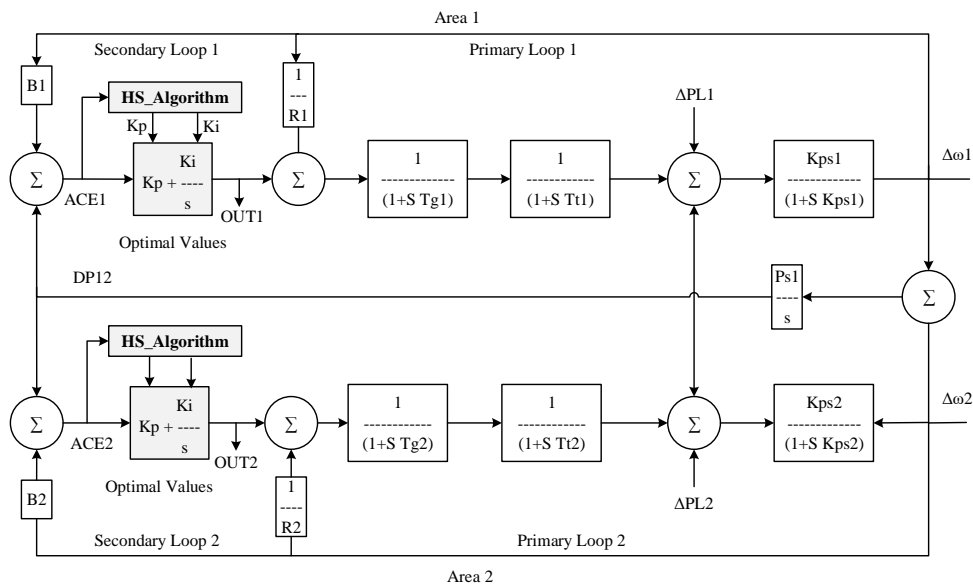 Area 1
Secondary Loop 1
Primary Loop 1
B1
HS_Algorithm
1
---
R1
ΔPL1
Kp
Ki
Σ
ACE1
Ki
Kp + ----
s
OUT1
Optimal Values
Σ
1
-------------
(1+S Tg1)
1
-------------
(1+S Tt1)
Σ
Kps1
-------------
(1+S Kps1)
Δω1
DP12
Ps1
----
s
Σ
HS_Algorithm
Σ
ACE2
Ki
Kp + ----
s
OUT2
Optimal Values
Σ
1
-------------
(1+S Tg2)
1
-------------
(1+S Tt2)
Σ
Kps2
-------------
(1+S Kps2)
Δω2
B2
1
---
R2
ΔPL2
Secondary Loop 2
Primary Loop 2
Area 2